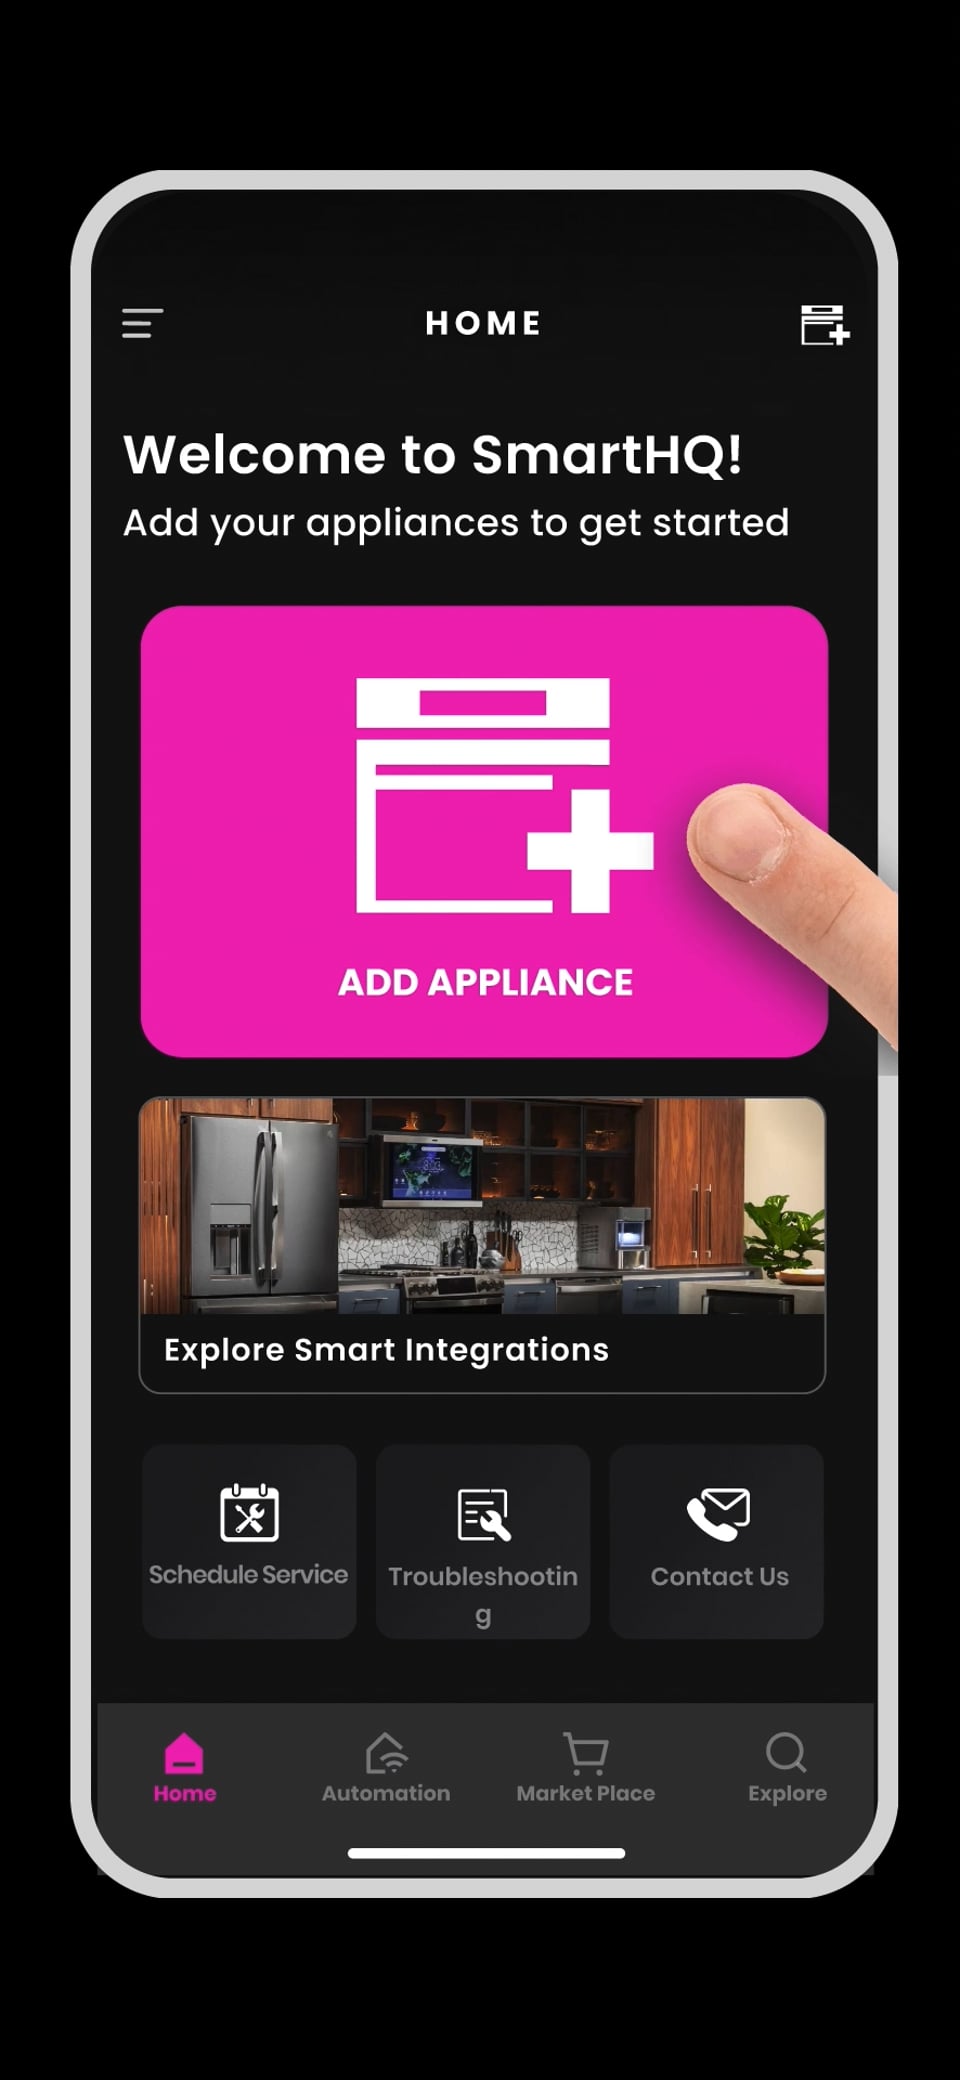 HOME
Welcome to SmartHQ!
Add your appliances to get started
ADD APPLIANCE
Explore Smart Integrations
Schedule Service
Troubleshootin
g
Contact Us
Home
Automation
Market Place
Explore